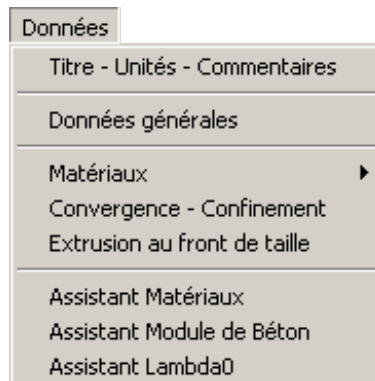 Données
Titre - Unités - Commentaires
Données générales
Matériaux
Convergence - Confinement
Extrusion au front de taille
Assistant Matériaux
Assistant Module de Béton
Assistant Lambda0